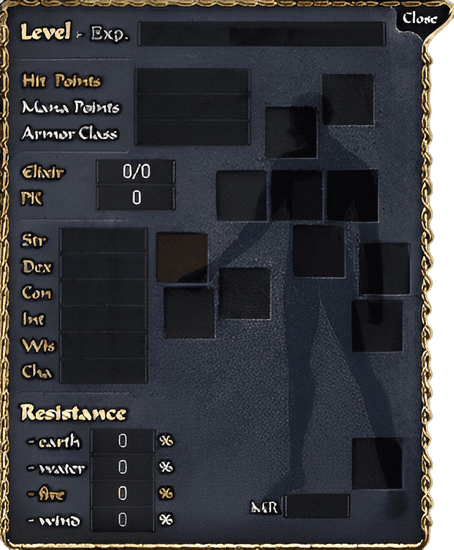 Close
Level - Exp.
Hit Points
Mana Points
Armor Class
Elixir 0/0
PK 0
Str
Dex
Con
Int
Wis
Cha
Resistance
- earth 0 %
- water 0 %
- fire 0 %
- wind 0 %
MR